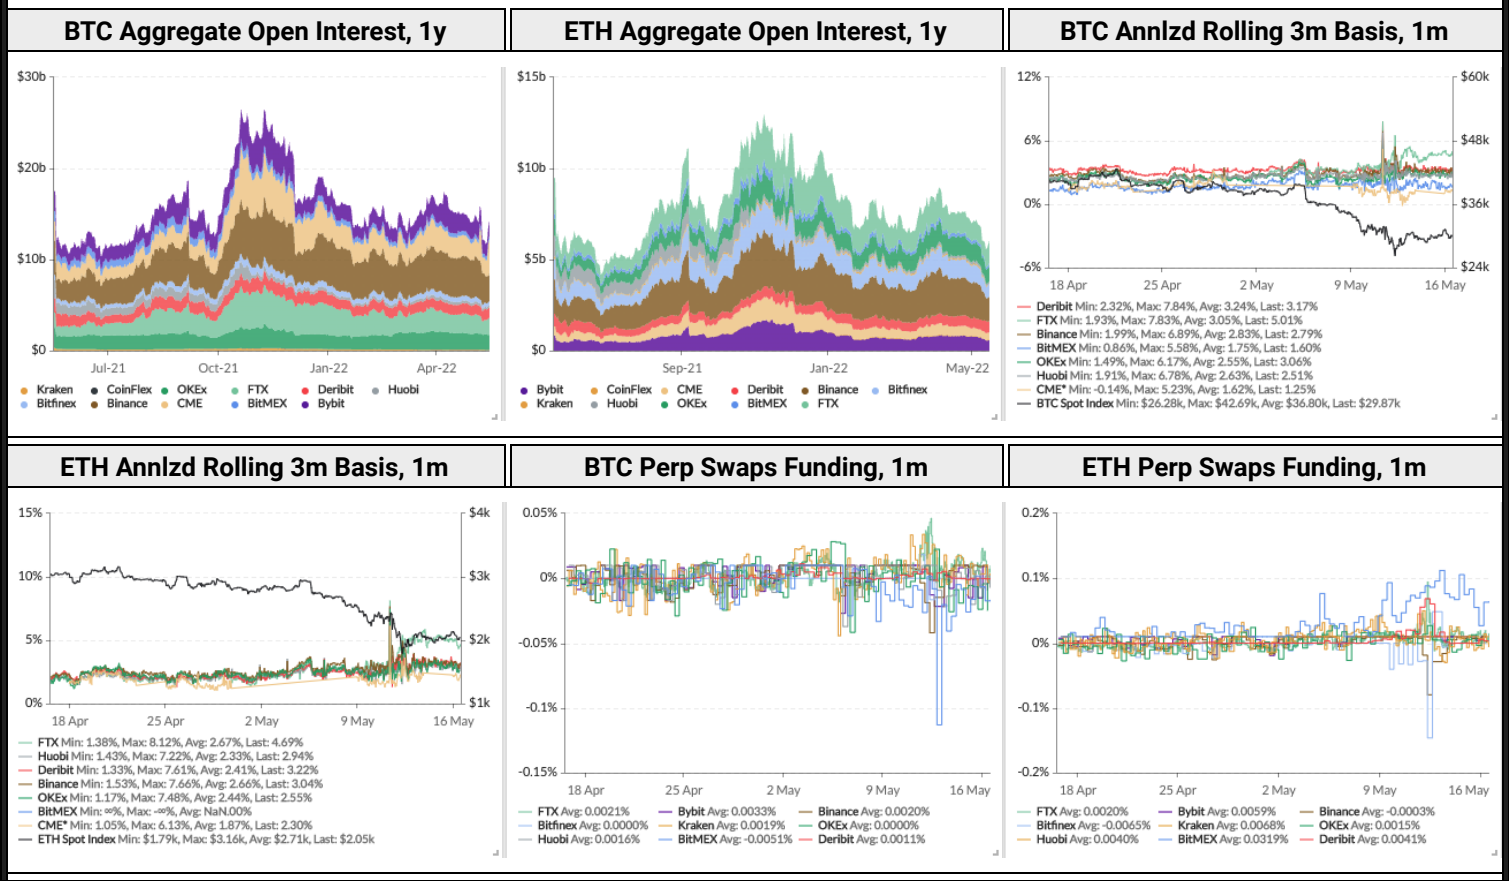 BTC Aggregate Open Interest, 1y
$30b
$20b
$10b
$0
Jul-21 Oct-21 Jan-22 Apr-22
Kraken CoinFlex OKEx FTX Deribit Huobi
Bitfinex Binance CME BitMEX Bybit
ETH Aggregate Open Interest, 1y
$15b
$10b
$5b
$0
Sep-21 Jan-22 May-22
Bybit CoinFlex CME Deribit Binance Bitfinex
Kraken Huobi OKEx BitMEX FTX
BTC Annlzd Rolling 3m Basis, 1m
12% $60k
6% $48k
0% $36k
-6% $24k
18 Apr 25 Apr 2 May 9 May 16 May
Deribit Min: 2.32%, Max: 7.84%, Avg: 3.24%, Last: 3.17%
FTX Min: 1.93%, Max: 7.83%, Avg: 3.05%, Last: 5.01%
Binance Min: 1.99%, Max: 6.89%, Avg: 2.83%, Last: 2.79%
BitMEX Min: 0.86%, Max: 5.58%, Avg: 1.75%, Last: 1.60%
OKEx Min: 1.49%, Max: 6.17%, Avg: 2.55%, Last: 3.06%
Huobi Min: 1.91%, Max: 6.78%, Avg: 2.63%, Last: 2.51%
CME* Min: -0.14%, Max: 5.23%, Avg: 1.62%, Last: 1.25%
BTC Spot Index Min: $26.28k, Max: $42.69k, Avg: $36.80k, Last: $29.87k
ETH Annlzd Rolling 3m Basis, 1m
15% $4k
10% $3k
5% $2k
0% $1k
18 Apr 25 Apr 2 May 9 May 16 May
FTX Min: 1.38%, Max: 8.12%, Avg: 2.67%, Last: 4.69%
Huobi Min: 1.43%, Max: 7.22%, Avg: 2.33%, Last: 2.94%
Deribit Min: 1.33%, Max: 7.61%, Avg: 2.41%, Last: 3.22%
Binance Min: 1.53%, Max: 7.66%, Avg: 2.66%, Last: 3.04%
OKEx Min: 1.17%, Max: 7.48%, Avg: 2.44%, Last: 2.55%
BitMEX Min: ∞%, Max: -∞%, Avg: NaN.00%
CME* Min: 1.05%, Max: 6.13%, Avg: 1.87%, Last: 2.30%
ETH Spot Index Min: $1.79k, Max: $3.16k, Avg: $2.71k, Last: $2.05k
BTC Perp Swaps Funding, 1m
0.05%
0%
-0.05%
-0.1%
-0.15%
18 Apr 25 Apr 2 May 9 May 16 May
FTX Avg: 0.0021% Bybit Avg: 0.0033% Binance Avg: 0.0020%
Bitfinex Avg: 0.0000% Kraken Avg: 0.0019% OKEx Avg: 0.0000%
Huobi Avg: 0.0016% BitMEX Avg: -0.0051% Deribit Avg: 0.0011%
ETH Perp Swaps Funding, 1m
0.2%
0.1%
0%
-0.1%
-0.2%
18 Apr 25 Apr 2 May 9 May 16 May
FTX Avg: 0.0020% Bybit Avg: 0.0059% Binance Avg: -0.0003%
Bitfinex Avg: -0.0065% Kraken Avg: 0.0068% OKEx Avg: 0.0015%
Huobi Avg: 0.0040% BitMEX Avg: 0.0319% Deribit Avg: 0.0041%